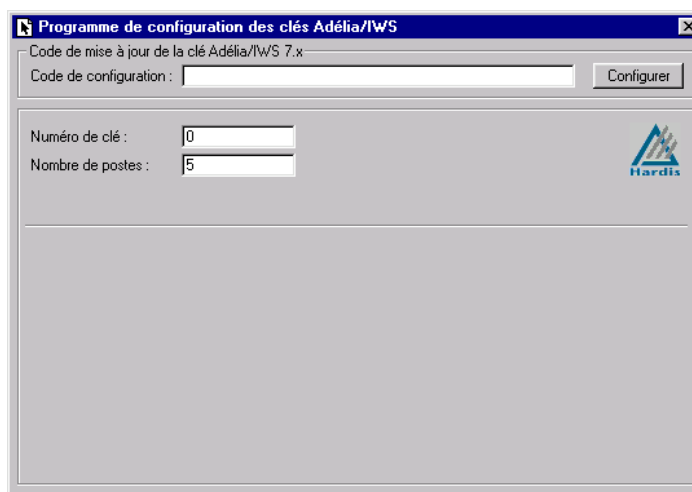 Programme de configuration des clés Adélia/IWS
Code de mise à jour de la clé Adélia/IWS 7.x
Code de configuration :
Configurer
Numéro de clé : 0
Nombre de postes : 5
Hardis